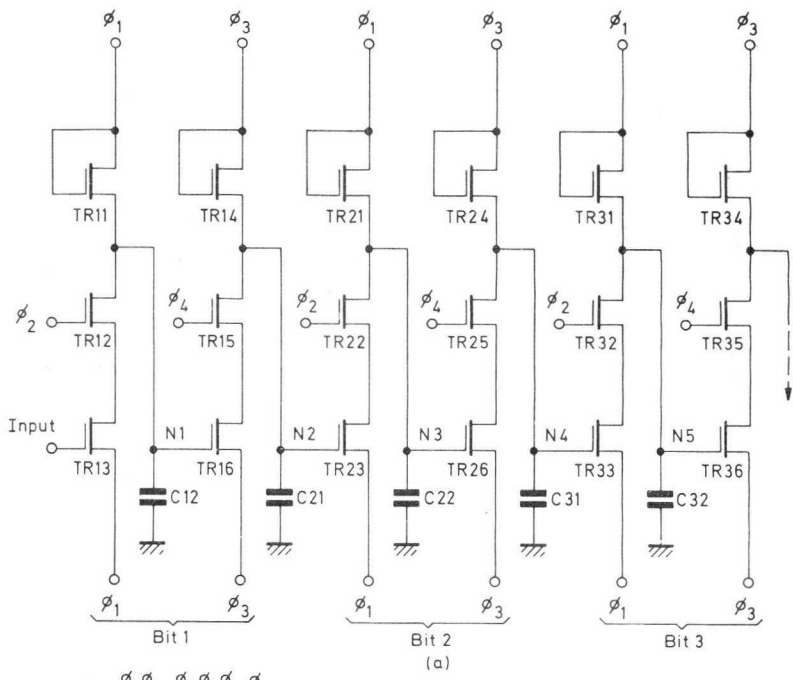 ϕ1 ϕ3 ϕ1 ϕ3 ϕ1 ϕ3
TR11 TR14 TR21 TR24 TR31 TR34
ϕ2 ϕ4 ϕ2 ϕ4 ϕ2 ϕ4
TR12 TR15 TR22 TR25 TR32 TR35
Input N1 N2 N3 N4 N5
TR13 TR16 TR23 TR26 TR33 TR36
C12 C21 C22 C31 C32
ϕ1 ϕ3 ϕ1 ϕ3 ϕ1 ϕ3
Bit 1 Bit 2 Bit 3
(a)